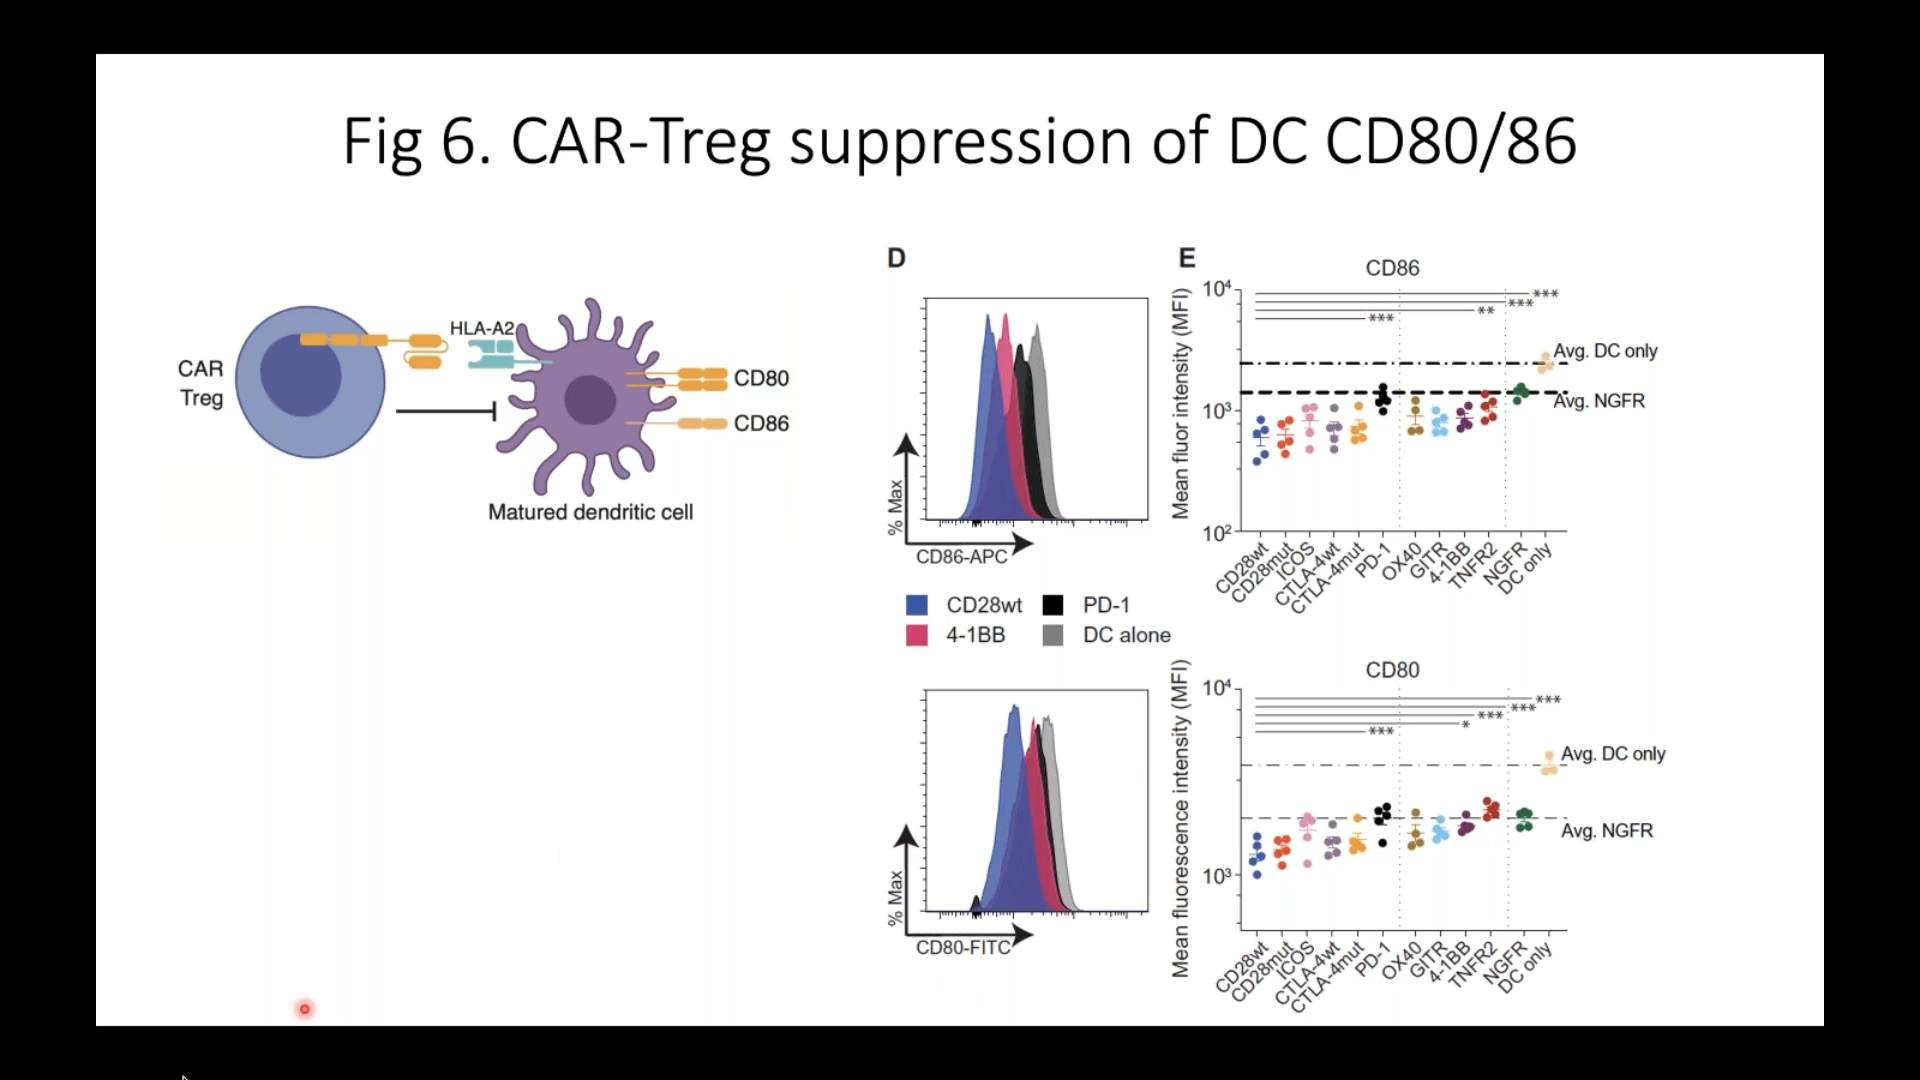 Fig 6. CAR-Treg suppression of DC CD80/86
CAR
Treg
HLA-A2
CD80
CD86
Matured dendritic cell
D
% Max
CD86-APC
CD28wt
PD-1
4-1BB
DC alone
% Max
CD80-FITC
E
CD86
Mean fluor intensity (MFI)
10⁴
10³
10²
***
***
**
***
Avg. DC only
Avg. NGFR
CD28wt
CD28mut
ICOS
CTLA-4wt
CTLA-4mut
PD-1
OX40
GITR
4-1BB
TNFR2
NGFR
DC only
CD80
Mean fluorescence intensity (MFI)
10⁴
10³
***
***
***
*
***
Avg. DC only
Avg. NGFR
CD28wt
CD28mut
ICOS
CTLA-4wt
CTLA-4mut
PD-1
OX40
GITR
4-1BB
TNFR2
NGFR
DC only